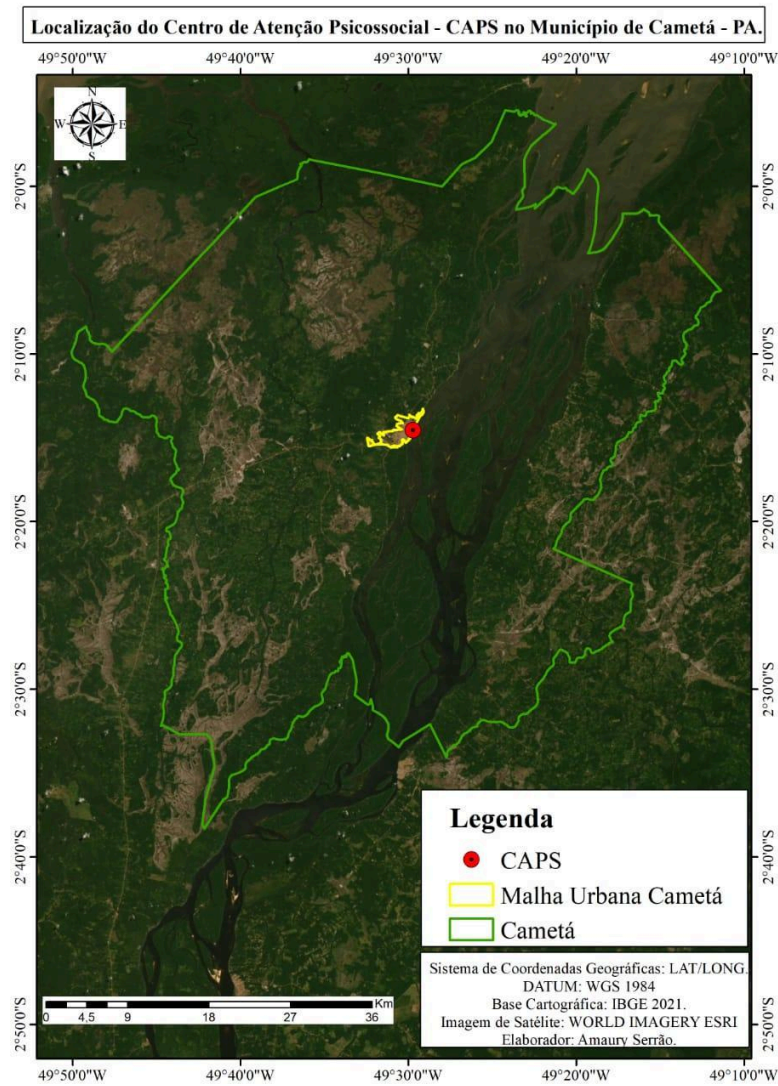 Localização do Centro de Atenção Psicossocial - CAPS no Município de Cametá - PA.
49°50'0"W 49°40'0"W 49°30'0"W 49°20'0"W 49°10'0"W
N
W E
S
2°0'0"S 2°0'0"S
2°10'0"S 2°10'0"S
2°20'0"S 2°20'0"S
2°30'0"S 2°30'0"S
2°40'0"S 2°40'0"S
2°50'0"S 2°50'0"S
Legenda
CAPS
Malha Urbana Cametá
Cametá
Sistema de Coordenadas Geográficas: LAT/LONG.
DATUM: WGS 1984
Base Cartográfica: IBGE 2021.
Imagem de Satélite: WORLD IMAGERY ESRI
Elaborador: Amaury Serrão.
Km
0 4,5 9 18 27 36
49°50'0"W 49°40'0"W 49°30'0"W 49°20'0"W 49°10'0"W